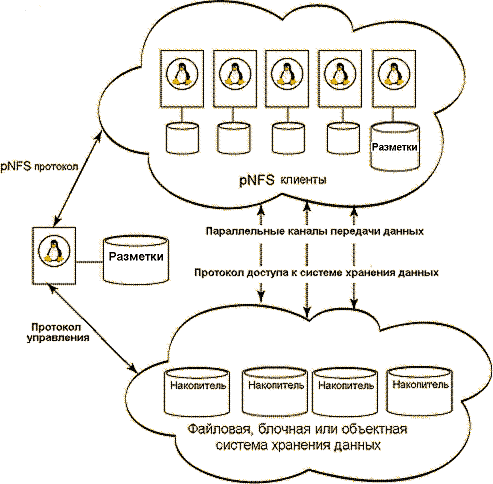 Разметки
pNFS клиенты
pNFS протокол
Параллельные каналы передачи данных
Разметки
Протокол доступа к системе хранения данных
Протокол
управления
Накопитель
Накопитель
Накопитель
Накопитель
Файловая, блочная или объектная
система хранения данных